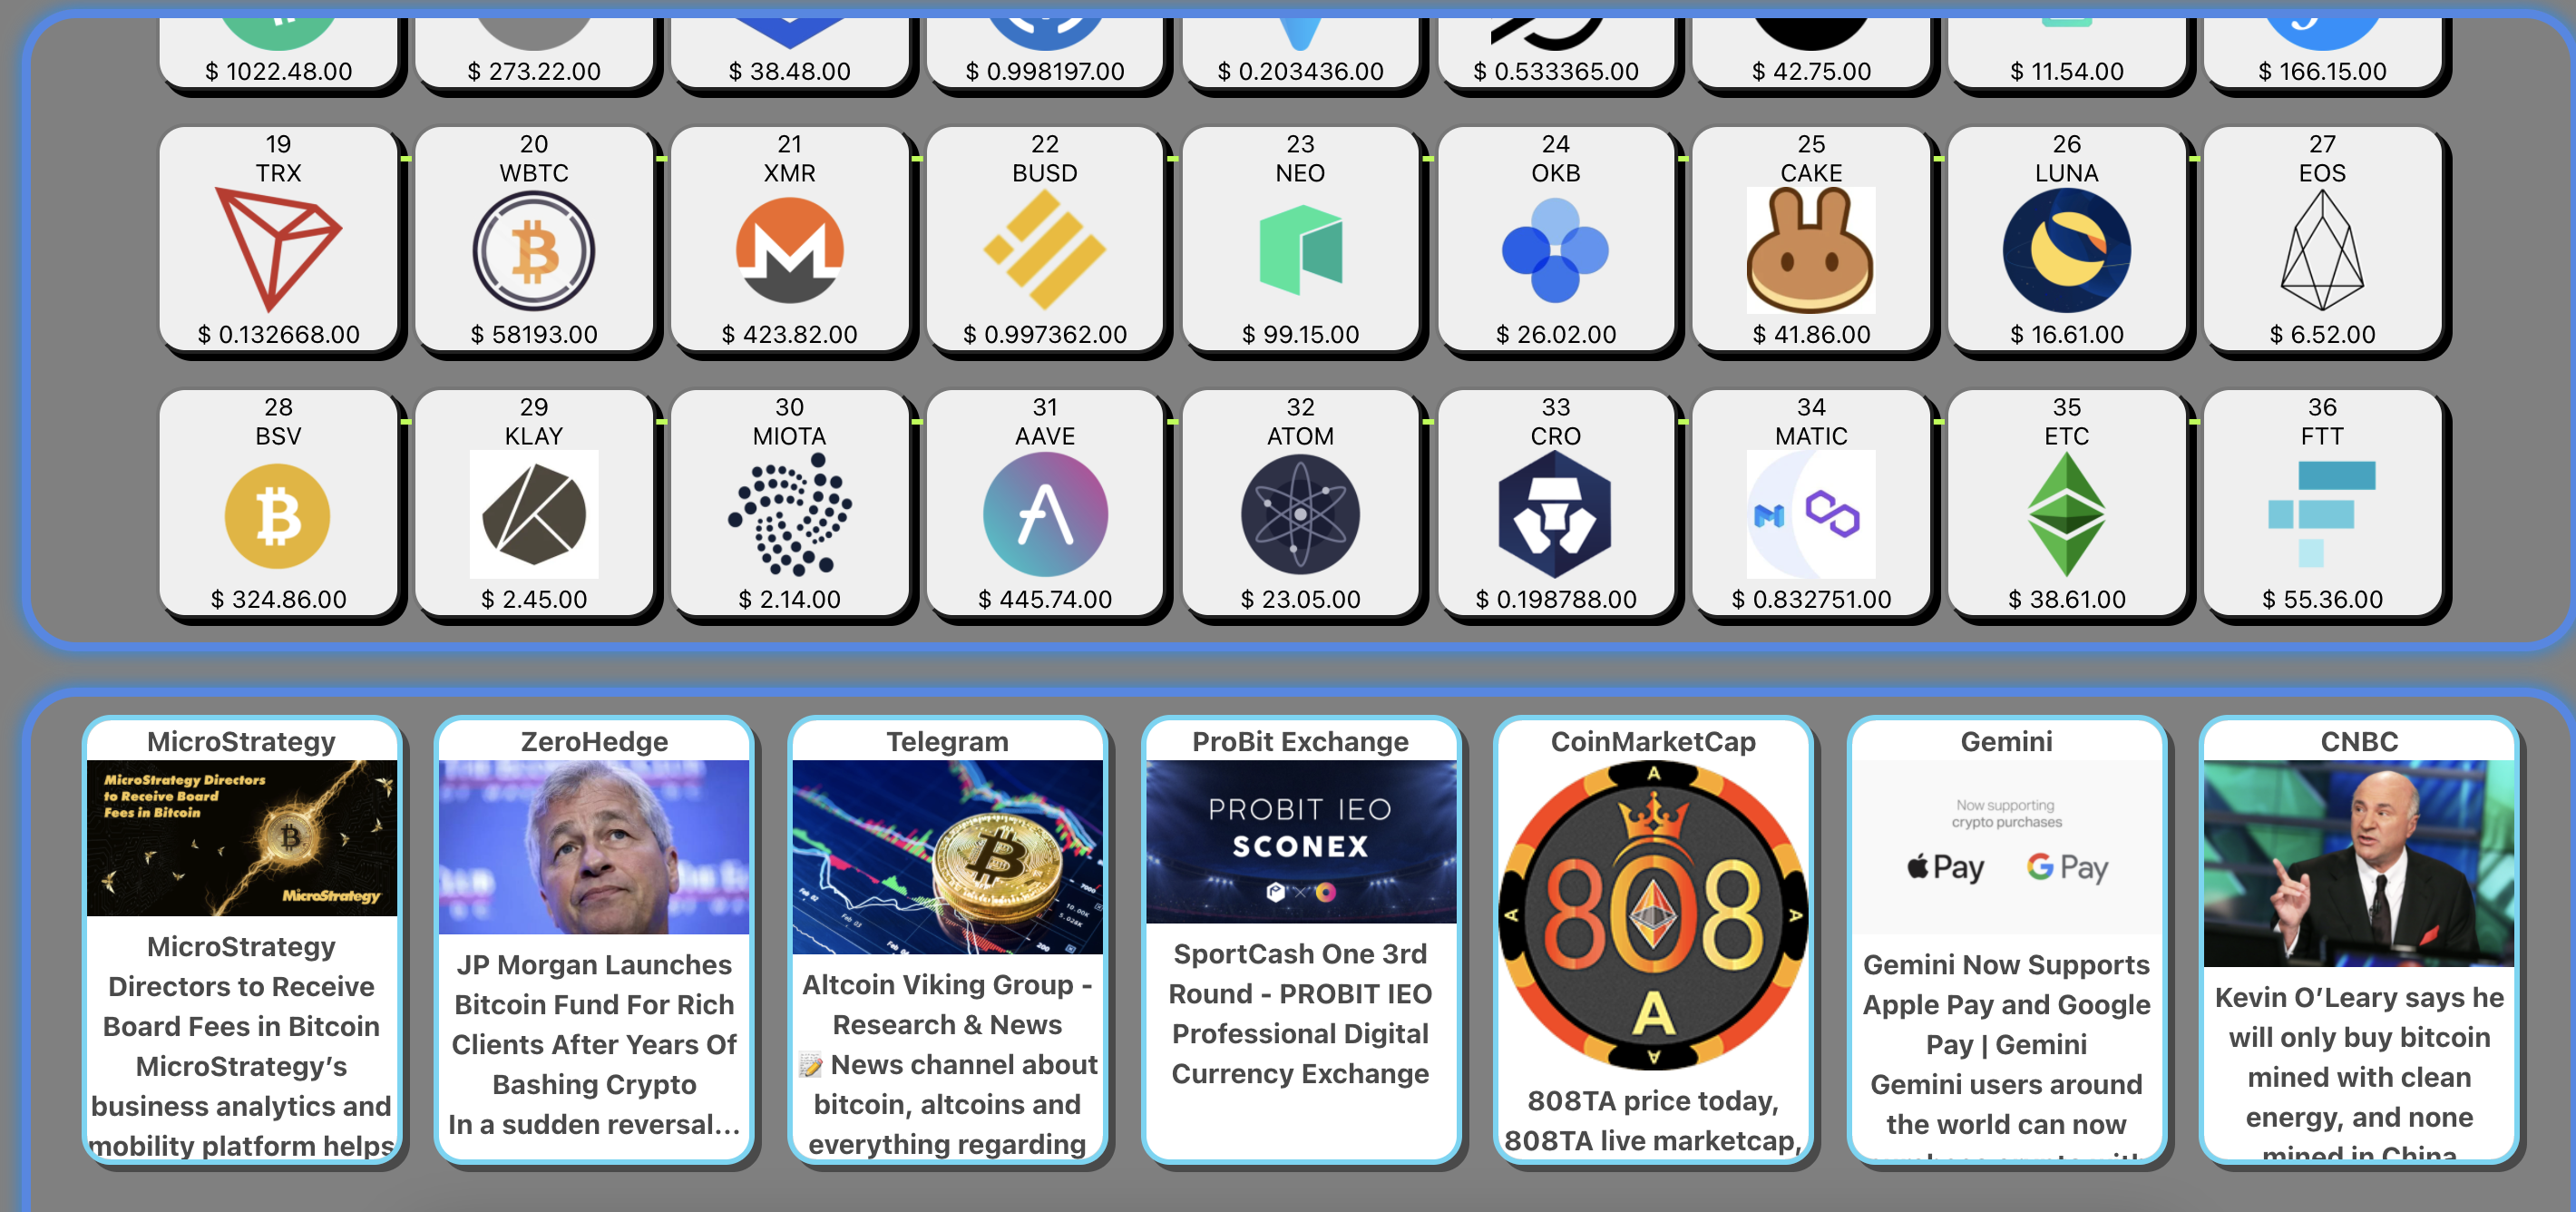 $ 1022.48.00
$ 273.22.00
$ 38.48.00
$ 0.998197.00
$ 0.203436.00
$ 0.533365.00
$ 42.75.00
$ 11.54.00
$ 166.15.00
19
TRX
$ 0.132668.00
20
WBTC
$ 58193.00
21
XMR
$ 423.82.00
22
BUSD
$ 0.997362.00
23
NEO
$ 99.15.00
24
OKB
$ 26.02.00
25
CAKE
$ 41.86.00
26
LUNA
$ 16.61.00
27
EOS
$ 6.52.00
28
BSV
$ 324.86.00
29
KLAY
$ 2.45.00
30
MIOTA
$ 2.14.00
31
AAVE
$ 445.74.00
32
ATOM
$ 23.05.00
33
CRO
$ 0.198788.00
34
MATIC
$ 0.832751.00
35
ETC
$ 38.61.00
36
FTT
$ 55.36.00
MicroStrategy
MicroStrategy Directors
to Receive Board
Fees in Bitcoin
MicroStrategy
MicroStrategy
Directors to Receive
Board Fees in Bitcoin
MicroStrategy’s
business analytics and
mobility platform helps
ZeroHedge
JP Morgan Launches
Bitcoin Fund For Rich
Clients After Years Of
Bashing Crypto
In a sudden reversal...
Telegram
Feb 02
Feb 03
10.00K
5.024K
200
Altcoin Viking Group -
Research & News
📝 News channel about
bitcoin, altcoins and
everything regarding
ProBit Exchange
PROBIT IEO
SCONEX
SportCash One 3rd
Round - PROBIT IEO
Professional Digital
Currency Exchange
CoinMarketCap
A
A
808
A
A
A
808TA price today,
808TA live marketcap,
Gemini
Now supporting
crypto purchases
Pay
G Pay
Gemini Now Supports
Apple Pay and Google
Pay | Gemini
Gemini users around
the world can now
CNBC
Kevin O’Leary says he
will only buy bitcoin
mined with clean
energy, and none
mined in China